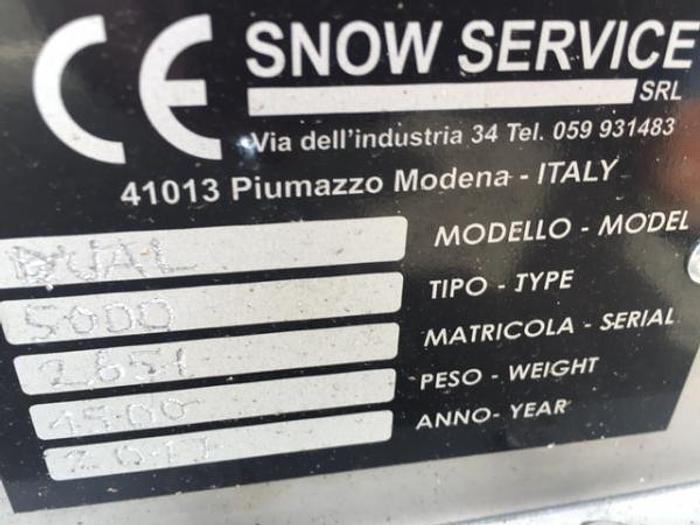 CE SNOW SERVICE
SRL
Via dell'industria 34 Tel. 059 931483
41013 Piumazzo Modena - ITALY
DUAL MODELLO - MODEL
5000 TIPO - TYPE
2651 MATRICOLA - SERIAL
1500 PESO - WEIGHT
2017 ANNO- YEAR